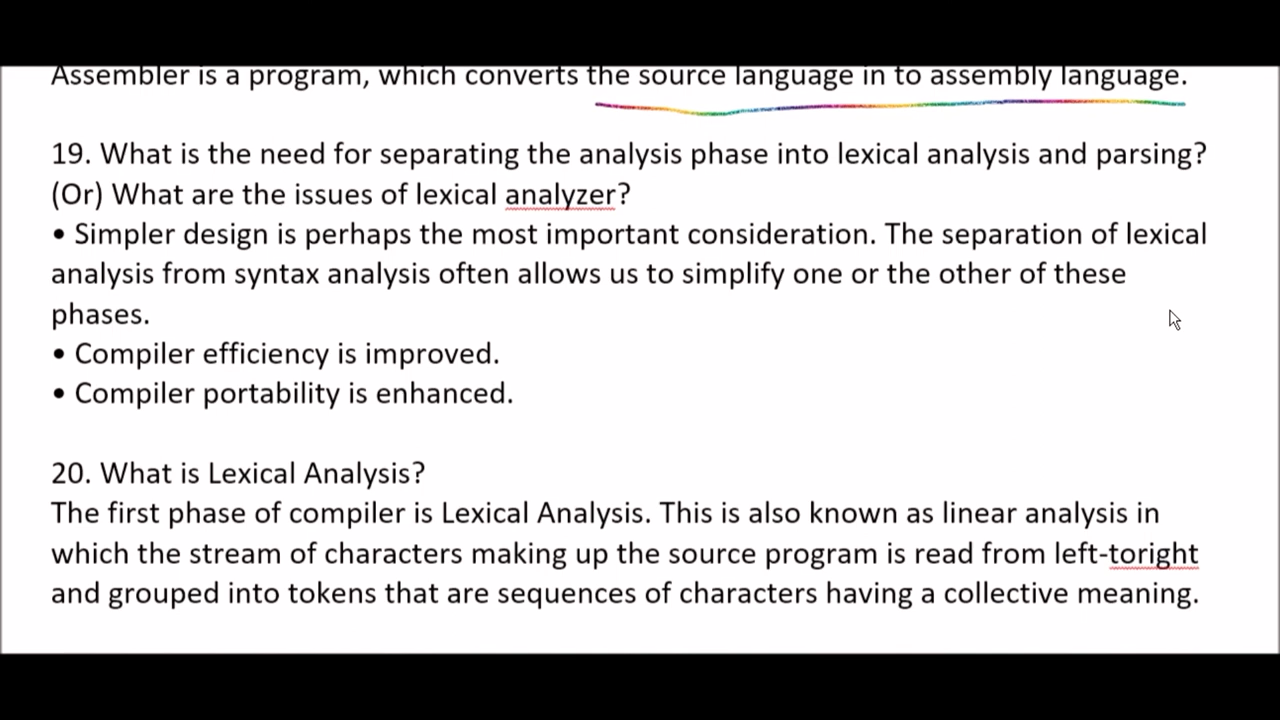 Assembler is a program, which converts the source language in to assembly language.
19. What is the need for separating the analysis phase into lexical analysis and parsing?
(Or) What are the issues of lexical analyzer?
• Simpler design is perhaps the most important consideration. The separation of lexical
analysis from syntax analysis often allows us to simplify one or the other of these
phases.
• Compiler efficiency is improved.
• Compiler portability is enhanced.
20. What is Lexical Analysis?
The first phase of compiler is Lexical Analysis. This is also known as linear analysis in
which the stream of characters making up the source program is read from left-toright
and grouped into tokens that are sequences of characters having a collective meaning.